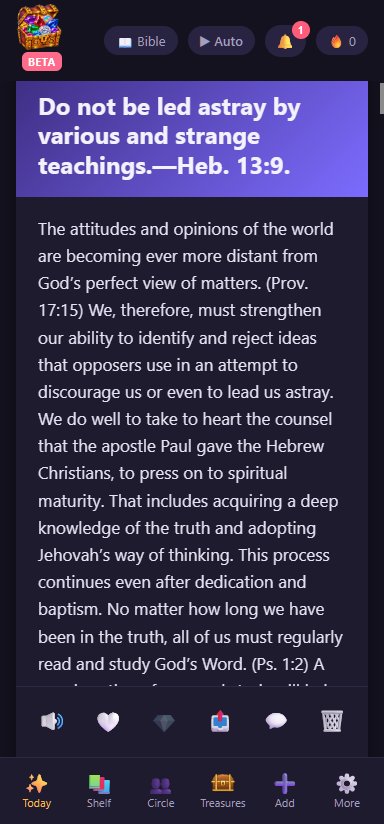 BETA
Bible
Auto
1
0
Do not be led astray by
various and strange
teachings.—Heb. 13:9.
The attitudes and opinions of the world
are becoming ever more distant from
God’s perfect view of matters. (Prov.
17:15) We, therefore, must strengthen
our ability to identify and reject ideas
that opposers use in an attempt to
discourage us or even to lead us astray.
We do well to take to heart the counsel
that the apostle Paul gave the Hebrew
Christians, to press on to spiritual
maturity. That includes acquiring a deep
knowledge of the truth and adopting
Jehovah’s way of thinking. This process
continues even after dedication and
baptism. No matter how long we have
been in the truth, all of us must regularly
read and study God’s Word. (Ps. 1:2) A
Today
Shelf
Circle
Treasures
Add
More